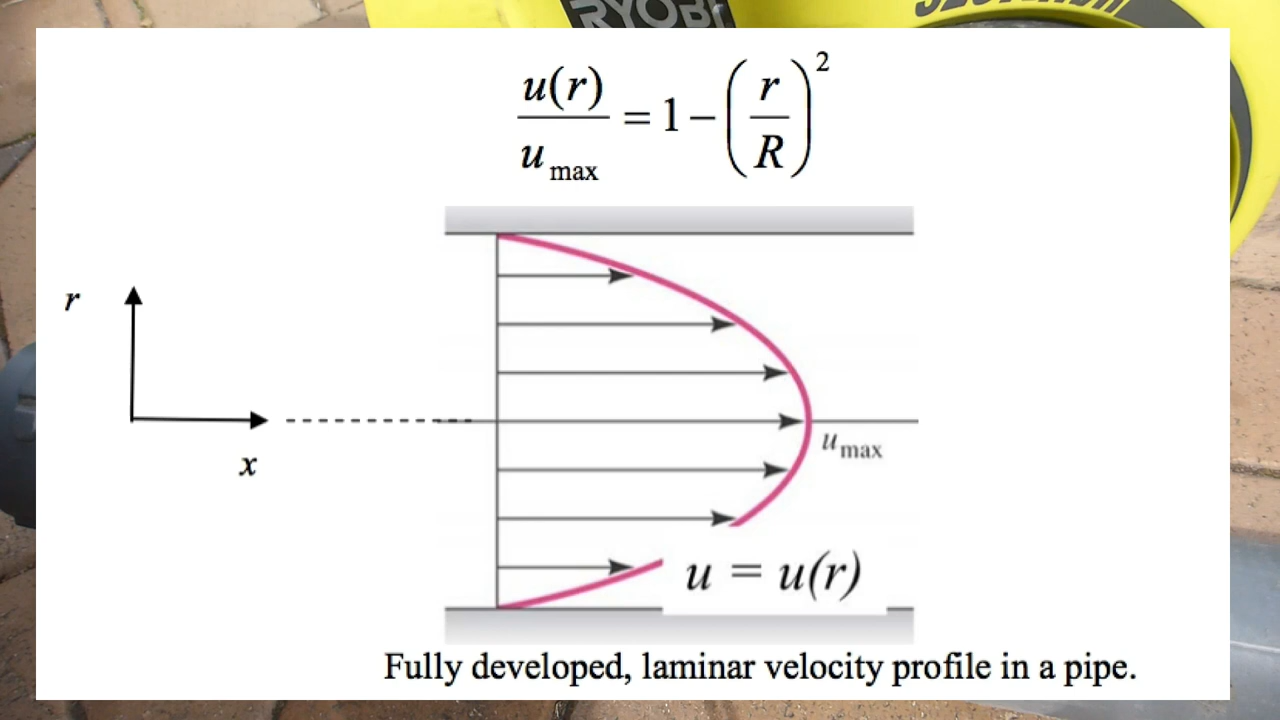 RYOBI
u(r)/u_max = 1 − (r/R)²
r
x
u_max
u = u(r)
Fully developed, laminar velocity profile in a pipe.